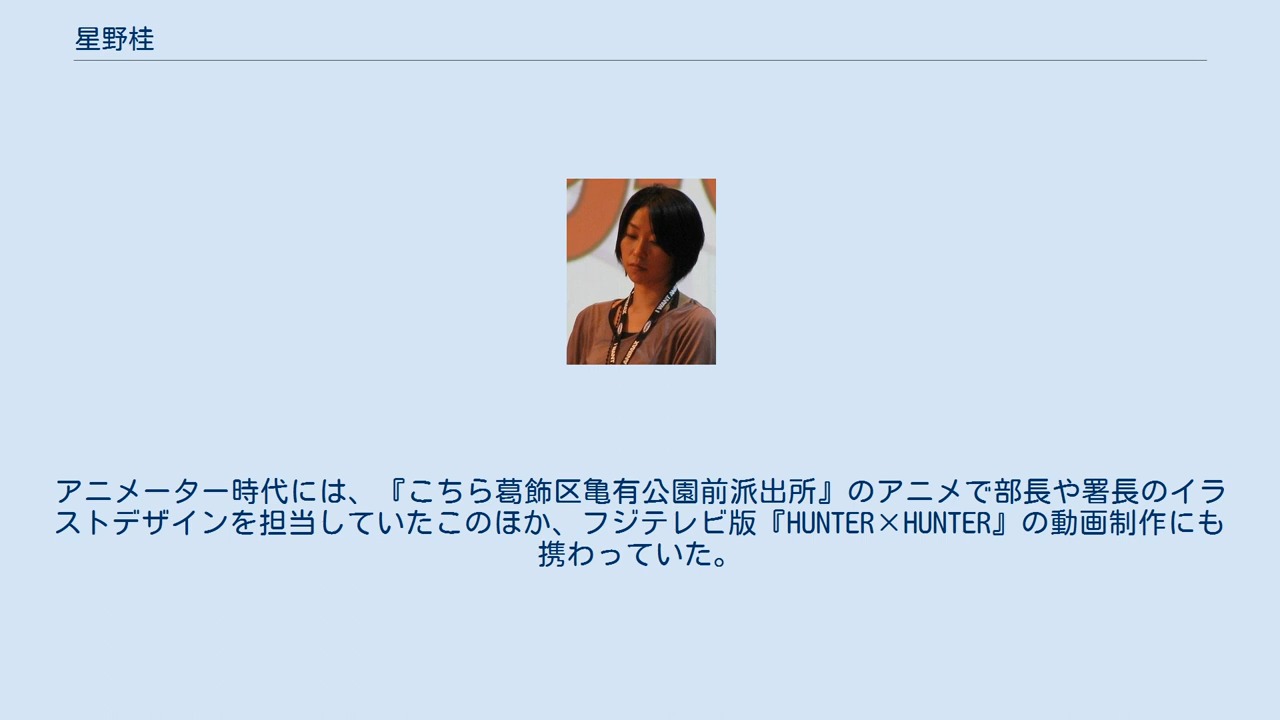 星野桂
アニメーター時代には、『こちら葛飾区亀有公園前派出所』のアニメで部長や署長のイラ
ストデザインを担当していたこのほか、フジテレビ版『HUNTER×HUNTER』の動画制作にも
携わっていた。